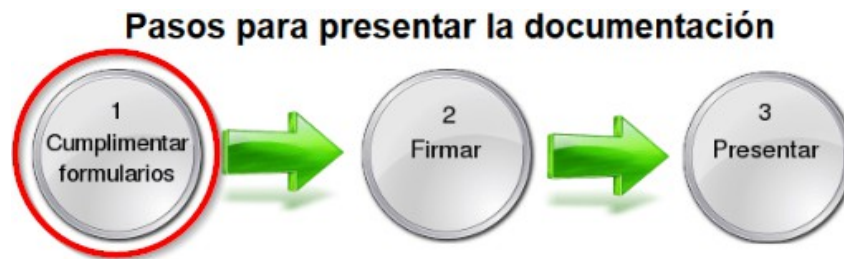 Pasos para presentar la documentación
1
Cumplimentar
formularios
2
Firmar
3
Presentar